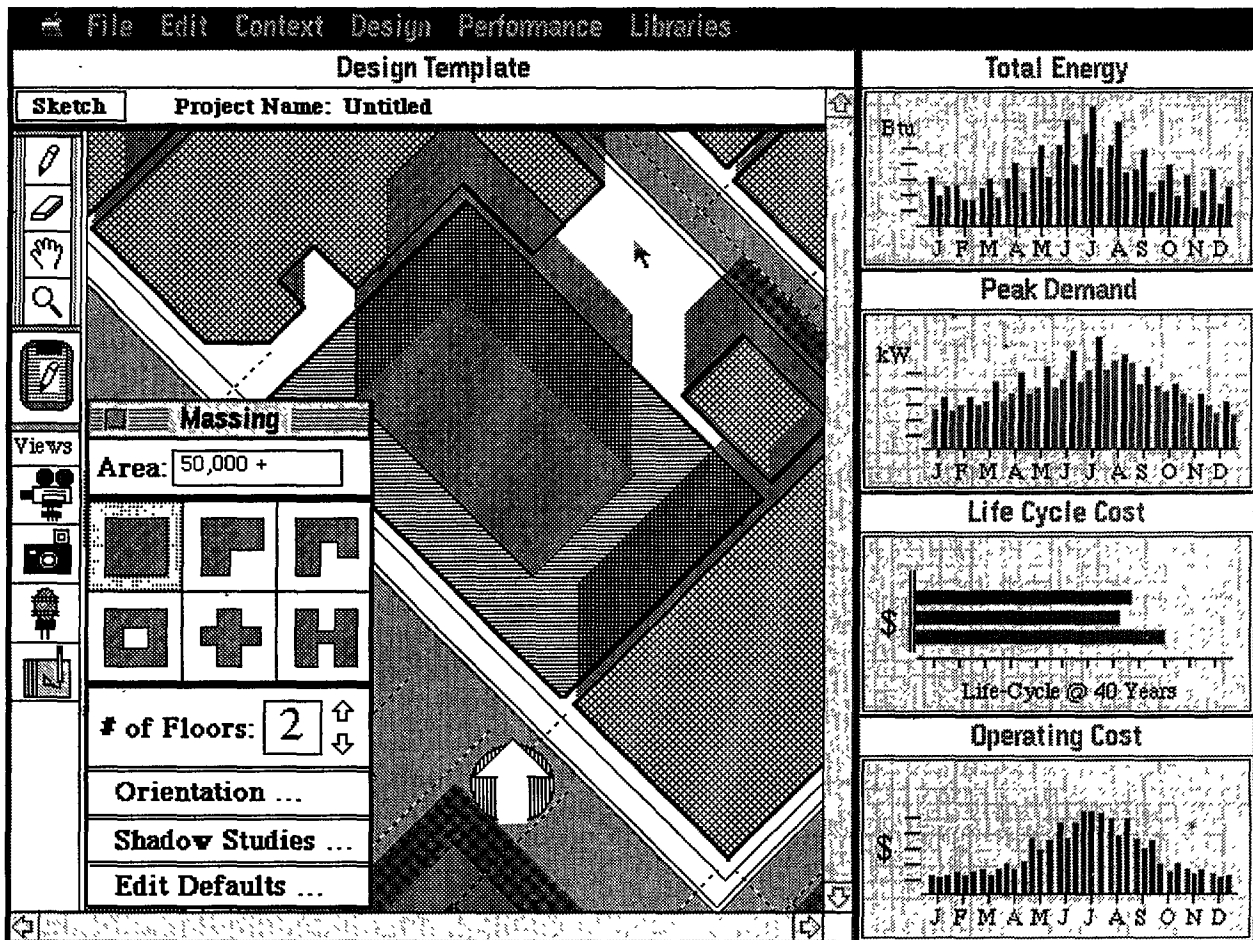 File Edit Context Design Performance Libraries
Design Template
Sketch Project Name: Untitled
Views
Massing
Area: 50,000 +
# of Floors: 2
Orientation ...
Shadow Studies ...
Edit Defaults ...
Total Energy
Btu
J F M A M J J A S O N D
Peak Demand
kW
J F M A M J J A S O N D
Life Cycle Cost
$
Life-Cycle @ 40 Years
Operating Cost
$
J F M A M J J A S O N D